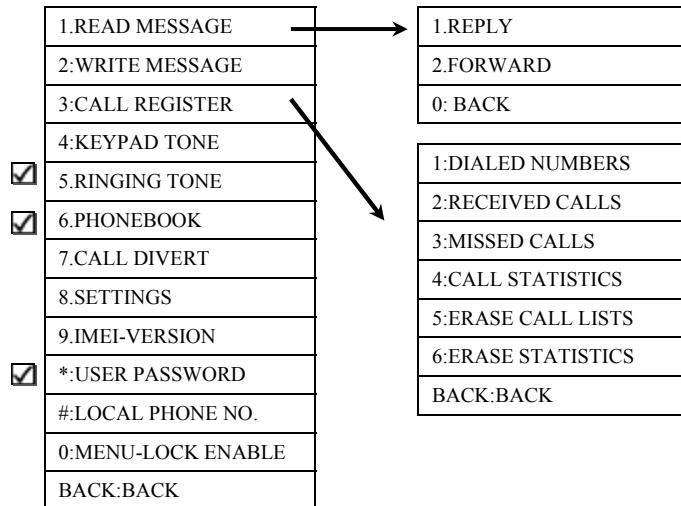 1.READ MESSAGE
2:WRITE MESSAGE
3:CALL REGISTER
4:KEYPAD TONE
5.RINGING TONE
6.PHONEBOOK
7.CALL DIVERT
8.SETTINGS
9.IMEI-VERSION
*:USER PASSWORD
#:LOCAL PHONE NO.
0:MENU-LOCK ENABLE
BACK:BACK
1.REPLY
2.FORWARD
0: BACK
1:DIALED NUMBERS
2:RECEIVED CALLS
3:MISSED CALLS
4:CALL STATISTICS
5:ERASE CALL LISTS
6:ERASE STATISTICS
BACK:BACK